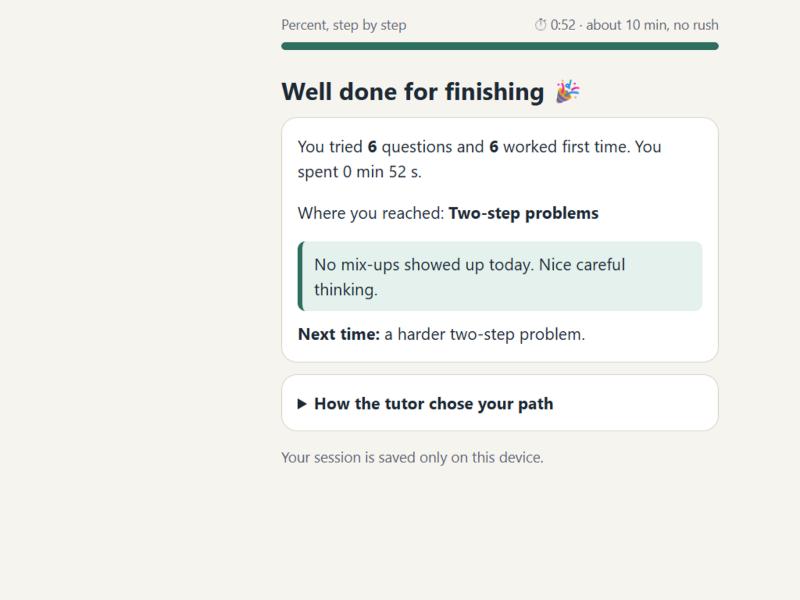 Percent, step by step
⏱ 0:52 · about 10 min, no rush
Well done for finishing 🎉
You tried 6 questions and 6 worked first time. You
spent 0 min 52 s.
Where you reached: Two-step problems
No mix-ups showed up today. Nice careful
thinking.
Next time: a harder two-step problem.
▶ How the tutor chose your path
Your session is saved only on this device.